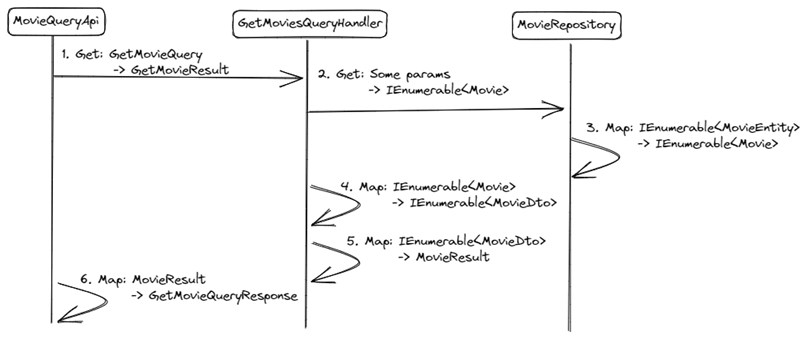 MovieQueryApi
GetMoviesQueryHandler
MovieRepository
1. Get: GetMovieQuery
-> GetMovieResult
2. Get: Some params
-> IEnumerable<Movie>
3. Map: IEnumerable<MovieEntity>
-> IEnumerable<Movie>
4. Map: IEnumerable<Movie>
-> IEnumerable<MovieDto>
5. Map: IEnumerable<MovieDto>
-> MovieResult
6. Map: MovieResult
-> GetMovieQueryResponse